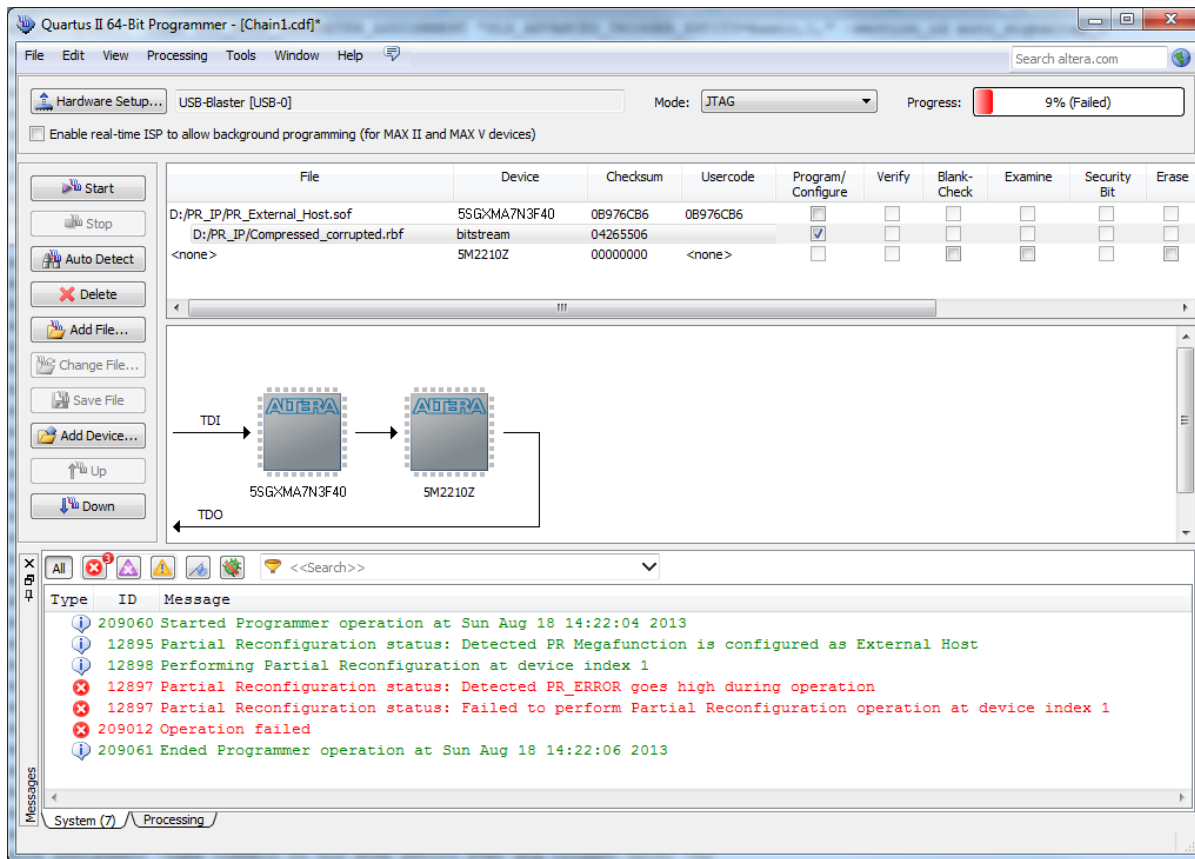 Quartus II 64-Bit Programmer - [Chain1.cdf]*
File Edit View Processing Tools Window Help
Search altera.com
Hardware Setup... USB-Blaster [USB-0] Mode: JTAG Progress: 9% (Failed)
Enable real-time ISP to allow background programming (for MAX II and MAX V devices)
Start
Stop
Auto Detect
Delete
Add File...
Change File...
Save File
Add Device...
Up
Down
File Device Checksum Usercode Program/ Configure Verify Blank- Check Examine Security Bit Erase
D:/PR_IP/PR_External_Host.sof 5SGXMA7N3F40 0B976CB6 0B976CB6
D:/PR_IP/Compressed_corrupted.rbf bitstream 04265506
<none> 5M2210Z 00000000 <none>
TDI
ALTERA ALTERA
5SGXMA7N3F40 5M2210Z
TDO
All 3 <<Search>>
Type ID Message
209060 Started Programmer operation at Sun Aug 18 14:22:04 2013
12895 Partial Reconfiguration status: Detected PR Megafunction is configured as External Host
12898 Performing Partial Reconfiguration at device index 1
12897 Partial Reconfiguration status: Detected PR_ERROR goes high during operation
12897 Partial Reconfiguration status: Failed to perform Partial Reconfiguration operation at device index 1
209012 Operation failed
209061 Ended Programmer operation at Sun Aug 18 14:22:06 2013
Messages
System (7) Processing